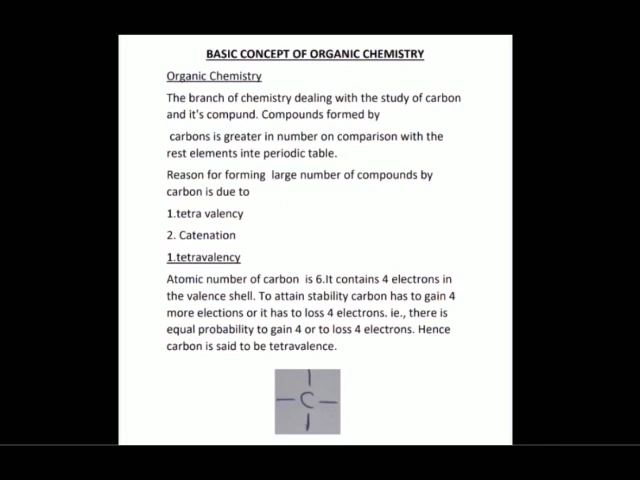 BASIC CONCEPT OF ORGANIC CHEMISTRY
Organic Chemistry
The branch of chemistry dealing with the study of carbon
and it's compund. Compounds formed by
carbons is greater in number on comparison with the
rest elements inte periodic table.
Reason for forming large number of compounds by
carbon is due to
1.tetra valency
2. Catenation
1.tetravalency
Atomic number of carbon is 6.It contains 4 electrons in
the valence shell. To attain stability carbon has to gain 4
more elections or it has to loss 4 electrons. ie., there is
equal probability to gain 4 or to loss 4 electrons. Hence
carbon is said to be tetravalence.
C